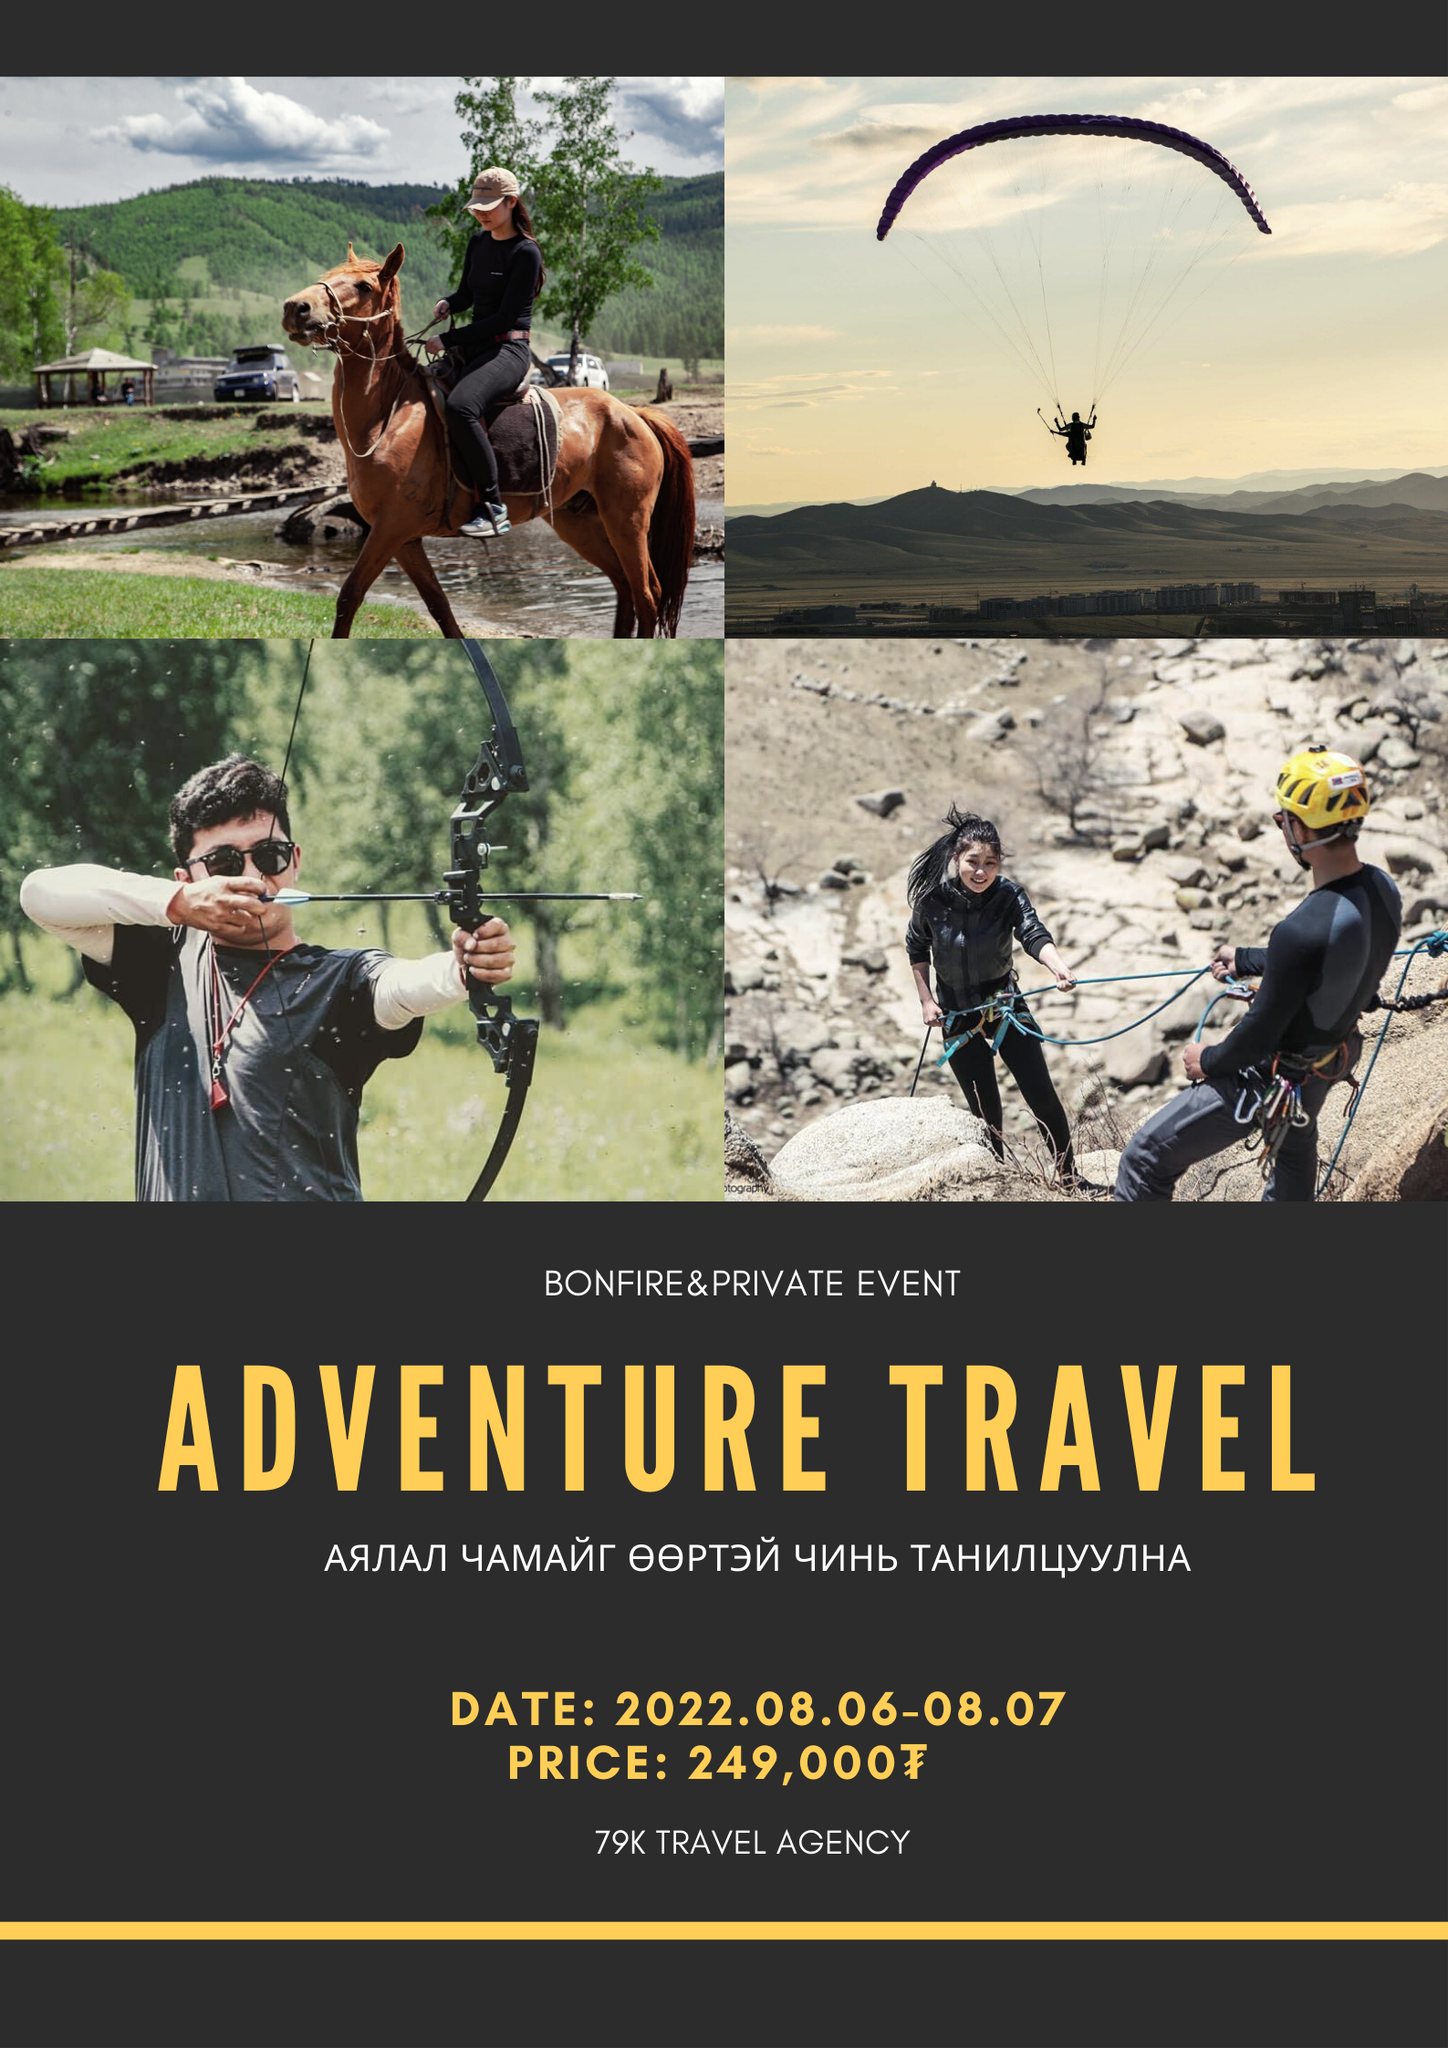 tography
BONFIRE&PRIVATE EVENT
ADVENTURE TRAVEL
АЯЛАЛ ЧАМАЙГ ӨӨРТЭЙ ЧИНЬ ТАНИЛЦУУЛНА
DATE: 2022.08.06-08.07
PRICE: 249,000₮
79K TRAVEL AGENCY